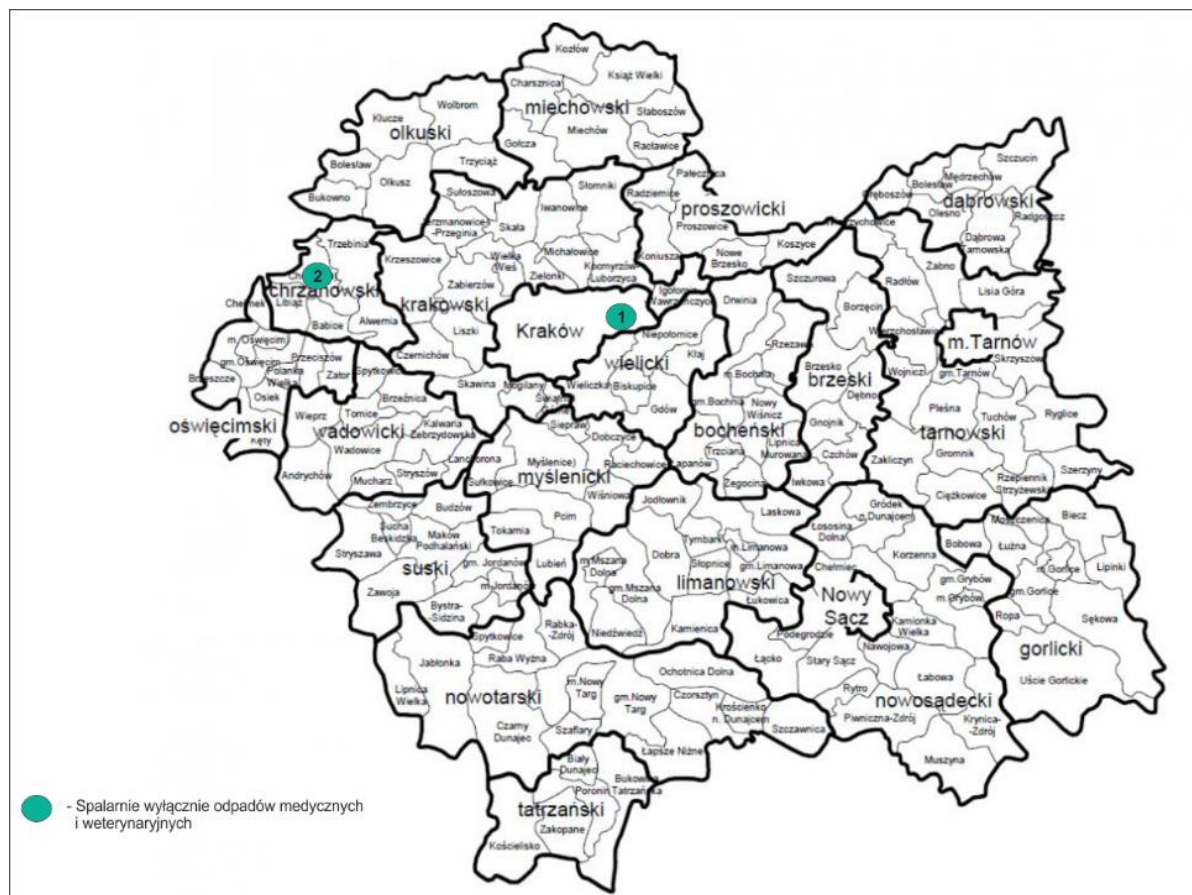 Kozłów
Charsznica
Książ Wielki
miechowski
Słaboszów
Miechów
Gołcza
Racławice
Wolbrom
Klucze
olkuski
Bolesław
Trzyciąż
Olkusz
Bukowno
Szczucin
Mędrzechów
Bolesław
dąbrowski
Olesno
Radgoszcz
Dąbrowa
Tarnowska
Pałecznica
Radziemice
proszowicki
Proszowice
Koniusza
Nowe
Brzesko
Koszyce
Słomniki
Sułoszowa
Iwanowice
Skała
-Przeginia
Michałowice
Wielka
Wieś
Krzeszowice
Zabierzów
Zielonki
Kocmyrzów-
Luborzyca
krakowski
Liszki
Czernichów
Skawina
Mogilany
Kraków
1
Trzebinia
2
chrzanowski
Libiąż
Babice
Alwernia
m.Oświęcim
gm.Oświęcim
Przeciszów
Polanka
Wielka
Zator
Brzeszcze
Osiek
oświęcimski
Kęty
Spytkowice
Brzeźnica
Wieprz
Tomice
Kalwaria
Zebrzydowska
wadowicki
Wadowice
Andrychów
Stryszów
Mucharz
Lanckorona
Igołomia-
Wawrzeńczyce
Niepołomice
Kłaj
wielicki
Wieliczka
Biskupice
Gdów
Drwinia
Rzezawa
m.Bochnia
gm.Bochnia
Nowy
Wiśnicz
bocheński
Trzciana
Lipnica
Murowana
Łapanów
Żegocina
Szczurowa
Borzęcin
Brzesko
brzeski
Dębno
Gnojnik
Czchów
Iwkowa
Żabno
Radłów
Lisia Góra
Wierzchosławice
m.Tarnów
Skrzyszów
Wojnicz
gm.Tarnów
Pleśna
Tuchów
Ryglice
tarnowski
Zakliczyn
Gromnik
Szerzyny
Rzepiennik
Strzyżewski
Ciężkowice
Siepraw
Dobczyce
Myślenice
Raciechowice
myślenicki
Sułkowice
Wiśniowa
Pcim
Tokarnia
Lubień
Zembrzyce
Budzów
Sucha
Beskidzka
Maków
Podhalański
Stryszawa
gm. Jordanów
suski
m.Jordanów
Zawoja
Bystra-
Sidzina
Jodłownik
Laskowa
Tymbark
m.Limanowa
m.Mszana
Dolna
Dobra
Słopnice
gm.Limanowa
limanowski
gm.Mszana
Dolna
Łukowica
Niedźwiedź
Kamienica
Gródek
n.Dunajcem
Łososina
Dolna
Korzenna
Chełmiec
Nowy
Sącz
gm.Grybów
m.Grybów
Kamionka
Wielka
Podegrodzie
Nawojowa
Łącko
Stary Sącz
Łabowa
Rytro
nowosądecki
Piwniczna-Zdrój
Krynica-
Zdrój
Muszyna
Biecz
Moszczenica
Bobowa
Łużna
m.Gorlice
Lipinki
gm.Gorlice
Ropa
Sękowa
gorlicki
Uście Gorlickie
Rabka-
Zdrój
Spytkowice
Raba Wyżna
Jabłonka
nowotarski
Lipnica
Wielka
m.Nowy
Targ
gm.Nowy
Targ
Ochotnica Dolna
Czorsztyn
Krościenko
n. Dunajcem
Szczawnica
Czarny
Dunajec
Szaflary
Łapsze Niżne
Biały
Dunajec
Bukowina
Poronin
Tatrzańska
tatrzański
Zakopane
Kościelisko
- Spalarnie wyłącznie odpadów medycznych
i weterynaryjnych